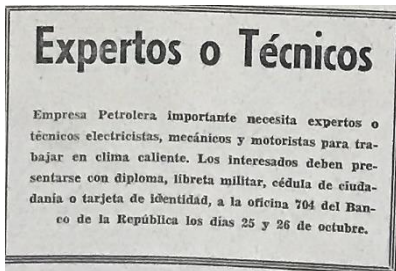 Expertos o Técnicos
Empresa Petrolera importante necesita expertos o
técnicos electricistas, mecánicos y motoristas para tra-
bajar en clima caliente. Los interesados deben pre-
sentarse con diploma, libreta militar, cédula de ciuda-
danía o tarjeta de identidad, a la oficina 704 del Ban-
co de la República los días 25 y 26 de octubre.